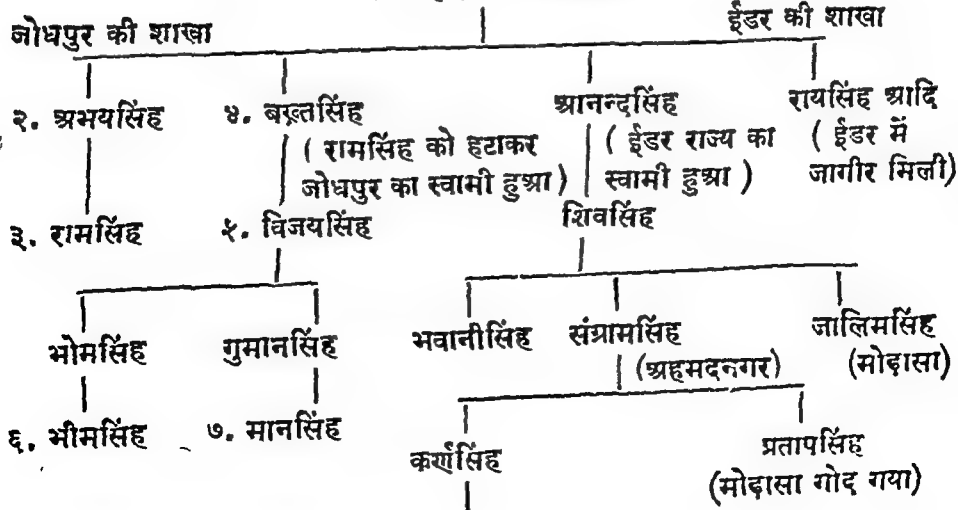 जोधपुर की शाखा ईडर की शाखा
२. अभयसिंह ४. बख़्तसिंह आनन्दसिंह रायसिंह आदि
( रामसिंह को हटाकर ( ईडर राज्य का ( ईडर में
जोधपुर का स्वामी हुआ ) स्वामी हुआ ) जागीर मिली)
३. रामसिंह ५. विजयसिंह शिवसिंह
भोमसिंह गुमानसिंह भवानीसिंह संग्रामसिंह जालिमसिंह
(अहमदनगर) (मोड़ासा)
६. भीमसिंह ७. मानसिंह कर्णसिंह प्रतापसिंह
(मोड़ासा गोद गया)